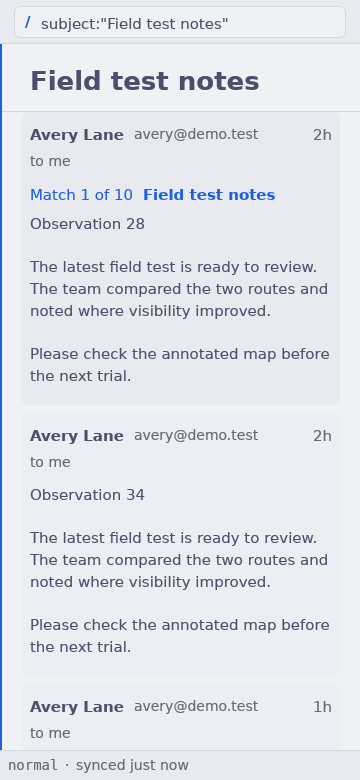 / subject:"Field test notes"
Field test notes
Avery Lane avery@demo.test 2h
to me
Match 1 of 10 Field test notes
Observation 28
The latest field test is ready to review.
The team compared the two routes and
noted where visibility improved.
Please check the annotated map before
the next trial.
Avery Lane avery@demo.test 2h
to me
Observation 34
The latest field test is ready to review.
The team compared the two routes and
noted where visibility improved.
Please check the annotated map before
the next trial.
Avery Lane avery@demo.test 1h
to me
normal · synced just now